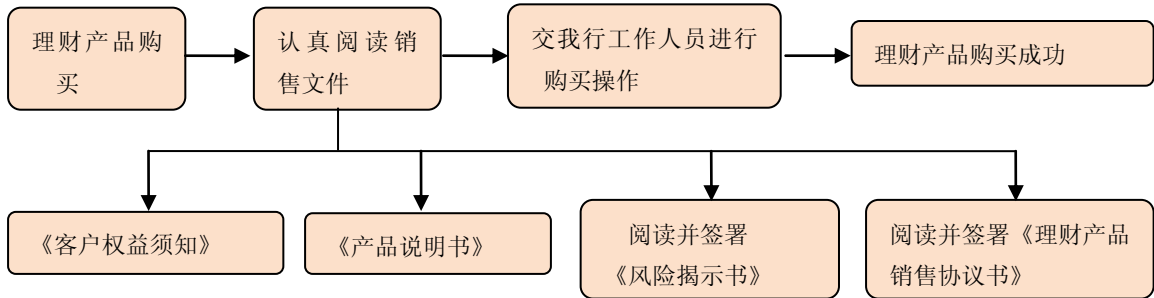 理财产品购
买
认真阅读销
售文件
交我行工作人员进行
购买操作
理财产品购买成功
《客户权益须知》
《产品说明书》
阅读并签署
《风险揭示书》
阅读并签署《理财产品
销售协议书》